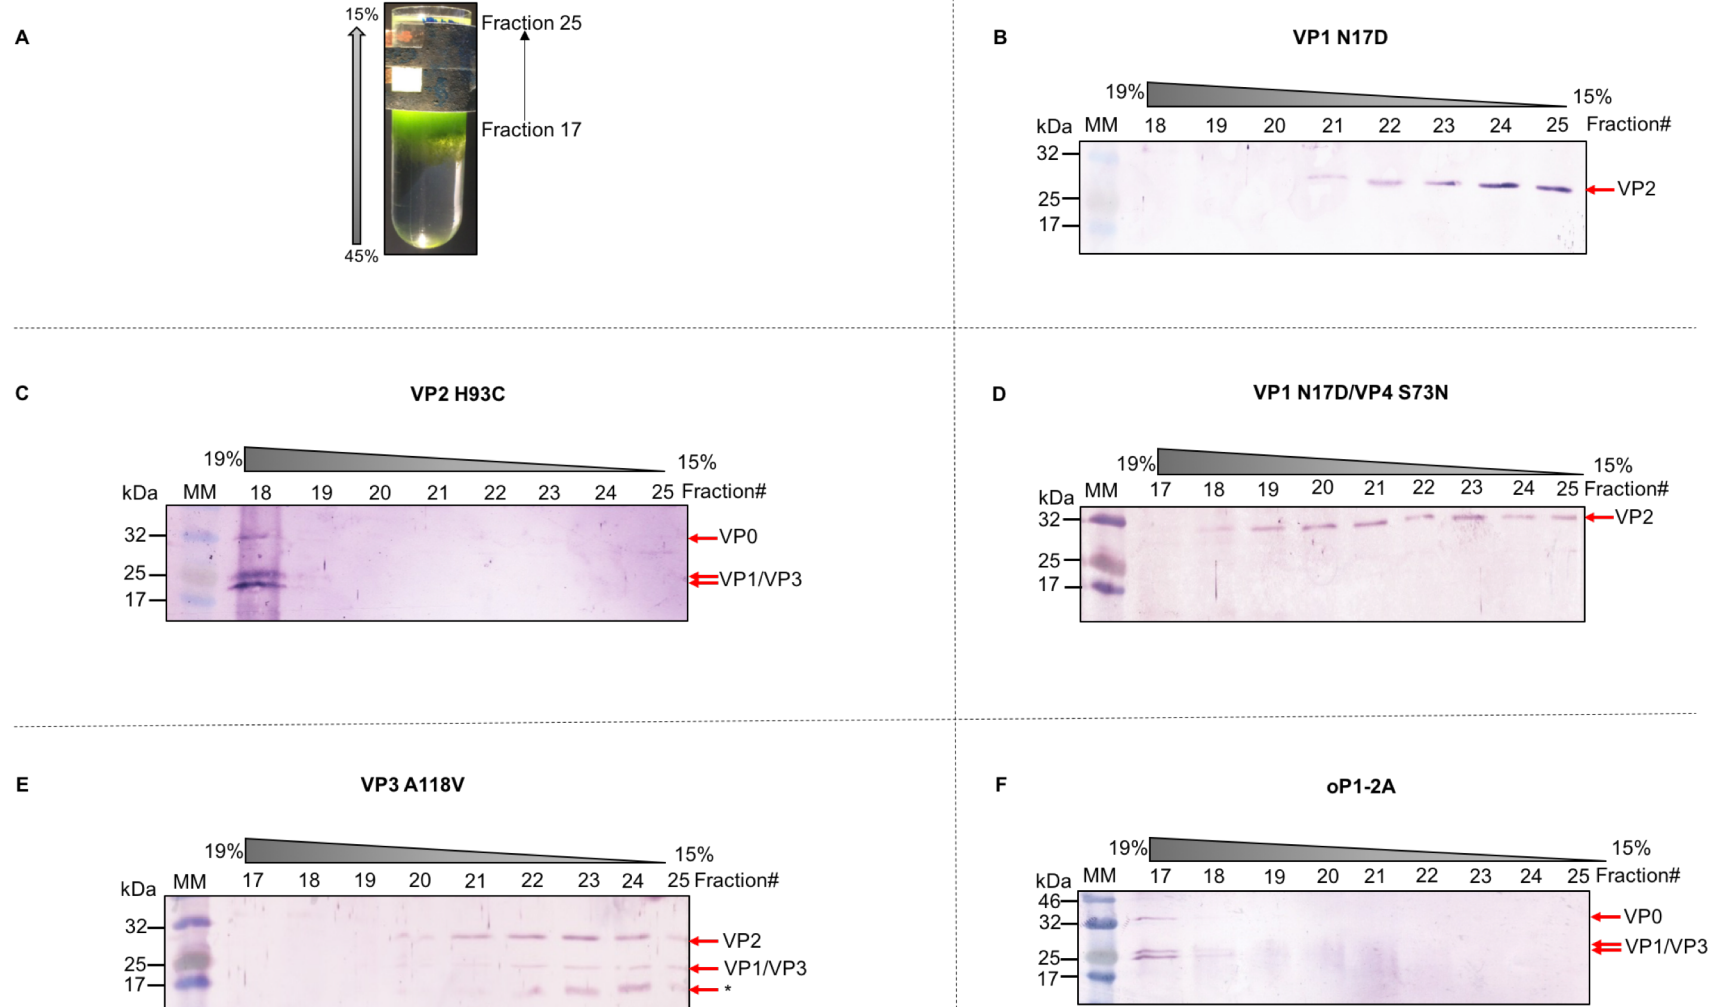 A
15%
Fraction 25
Fraction 17
45%
B
VP1 N17D
19%
15%
kDa MM 18 19 20 21 22 23 24 25 Fraction#
32
25
17
VP2
C
VP2 H93C
19%
15%
kDa MM 18 19 20 21 22 23 24 25 Fraction#
32
25
17
VP0
VP1/VP3
D
VP1 N17D/VP4 S73N
19%
15%
kDa MM 17 18 19 20 21 22 23 24 25 Fraction#
32
25
17
VP2
E
VP3 A118V
19%
15%
kDa MM 17 18 19 20 21 22 23 24 25 Fraction#
32
25
17
VP2
VP1/VP3
*
F
oP1-2A
19%
15%
kDa MM 17 18 19 20 21 22 23 24 25 Fraction#
46
32
25
17
VP0
VP1/VP3